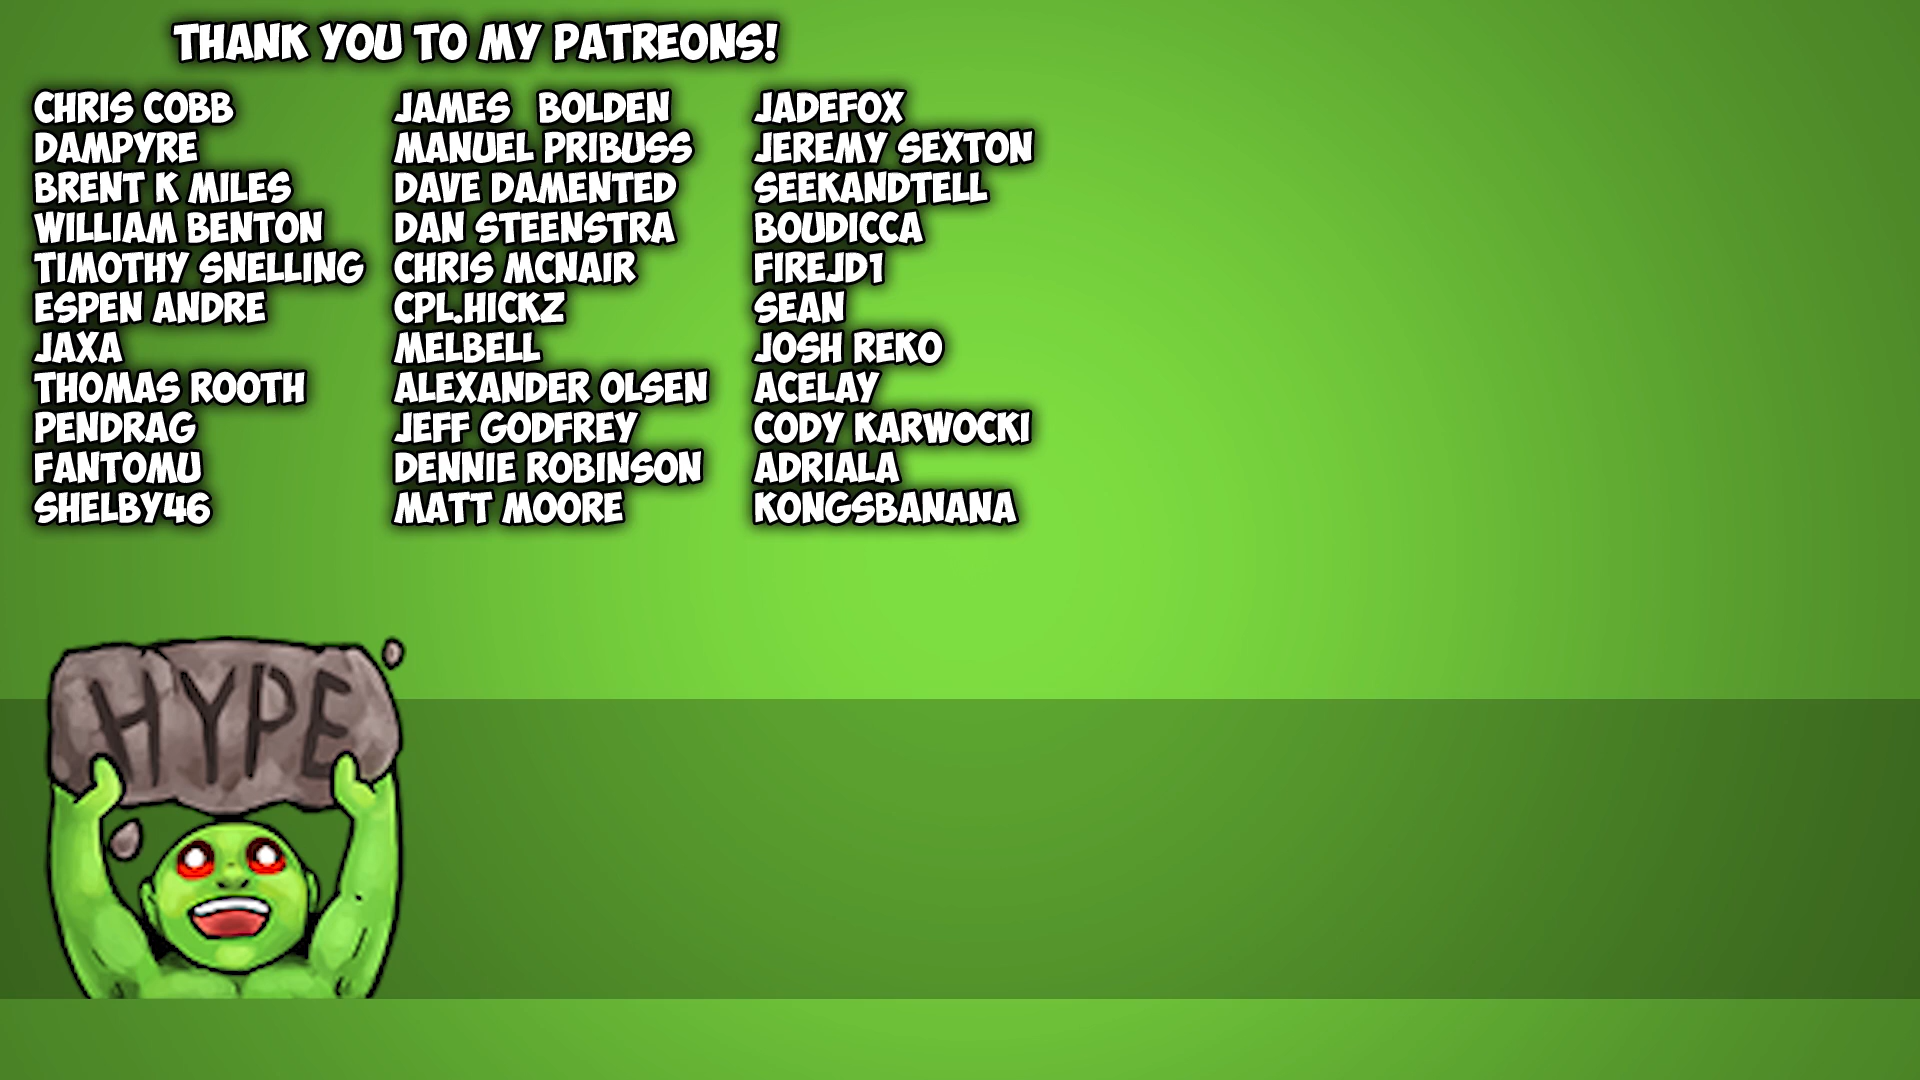 THANK YOU TO MY PATREONS!
CHRIS COBB
DAMPYRE
BRENT K MILES
WILLIAM BENTON
TIMOTHY SNELLING
ESPEN ANDRE
JAXA
THOMAS ROOTH
PENDRAG
FANTOMU
SHELBY46
JAMES BOLDEN
MANUEL PRIBUSS
DAVE DAMENTED
DAN STEENSTRA
CHRIS MCNAIR
CPL.HICKZ
MELBELL
ALEXANDER OLSEN
JEFF GODFREY
DENNIE ROBINSON
MATT MOORE
JADEFOX
JEREMY SEXTON
SEEKANDTELL
BOUDICCA
FIREJD1
SEAN
JOSH REKO
ACELAY
CODY KARWOCKI
ADRIALA
KONGSBANANA
HYPE